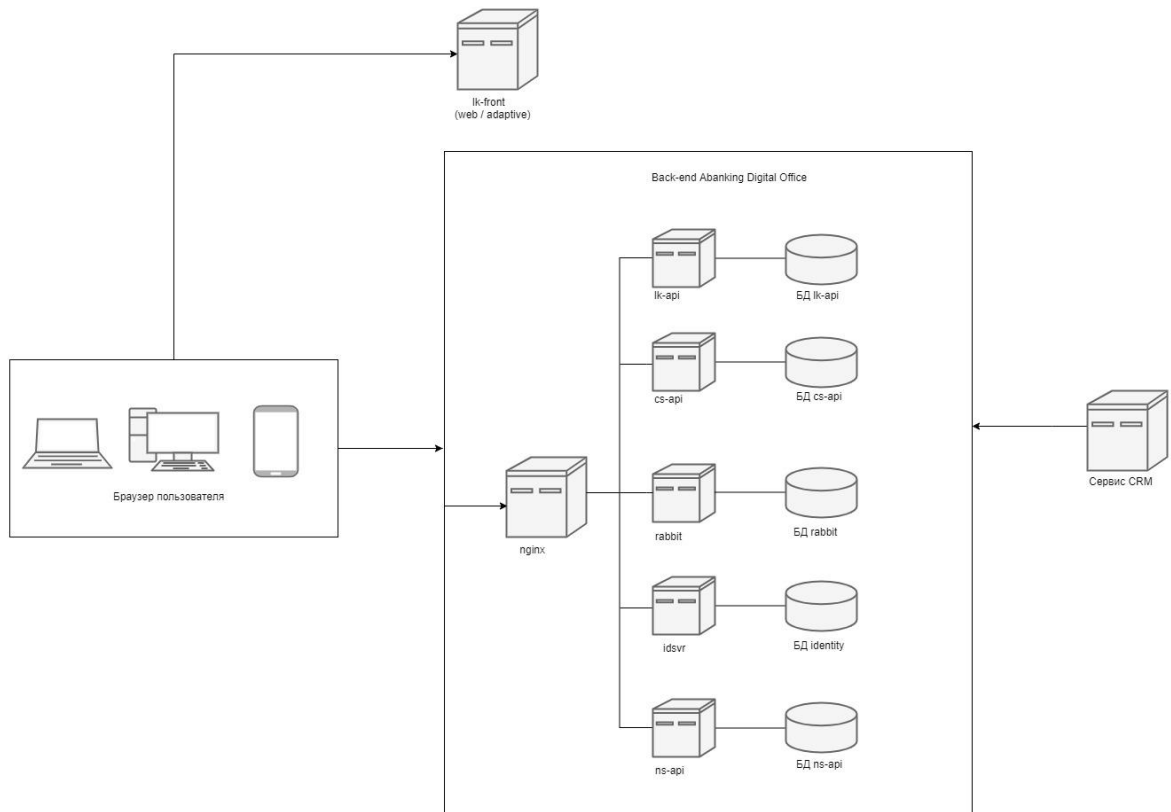 lk-front
(web / adaptive)
Back-end Abanking Digital Office
lk-api
БД lk-api
cs-api
БД cs-api
Браузер пользователя
nginx
rabbit
БД rabbit
Сервис CRM
idsvr
БД identity
ns-api
БД ns-api